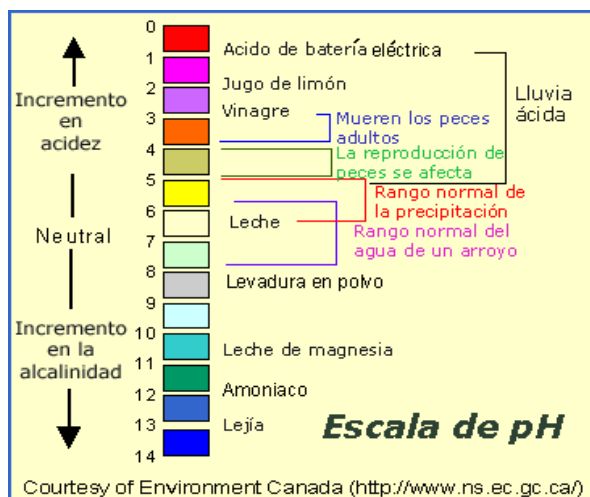 0
Acido de batería eléctrica
1
Jugo de limón
2
Vinagre
3
Mueren los peces
adultos
4
La reproducción de
peces se afecta
5
Rango normal de
la precipitación
6
Leche
Rango normal del
agua de un arroyo
7
8
Levadura en polvo
9
10
Leche de magnesia
11
Amoniaco
12
13
Lejía
14
Lluvia
ácida
Incremento
en
acidez
Neutral
Incremento
en la
alcalinidad
Escala de pH
Courtesy of Environment Canada (http://www.ns.ec.gc.ca/)